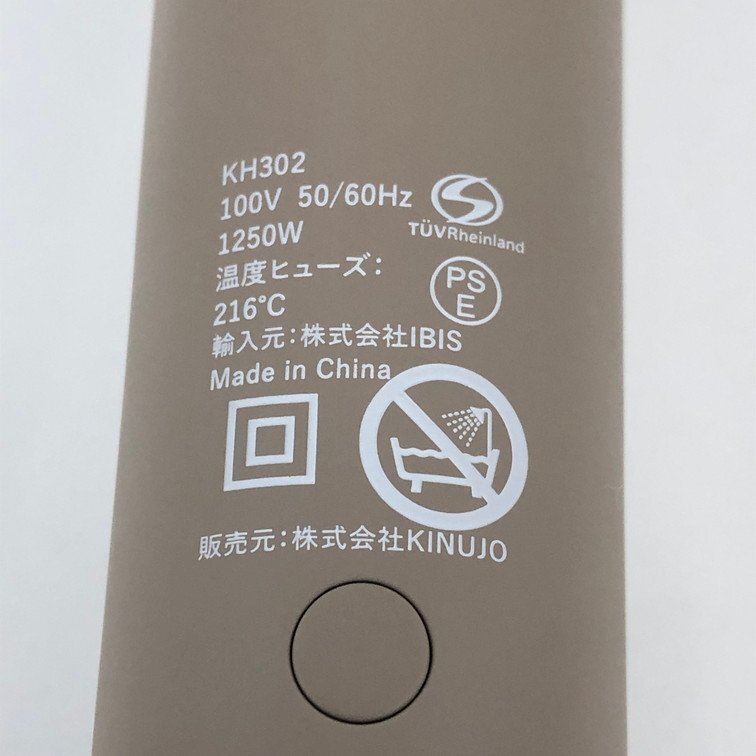 KH302
100V 50/60Hz
1250W
温度ヒューズ:
216℃
輸入元:株式会社IBIS
Made in China
TÜVRheinland
PS
E
販売元:株式会社KINUJO